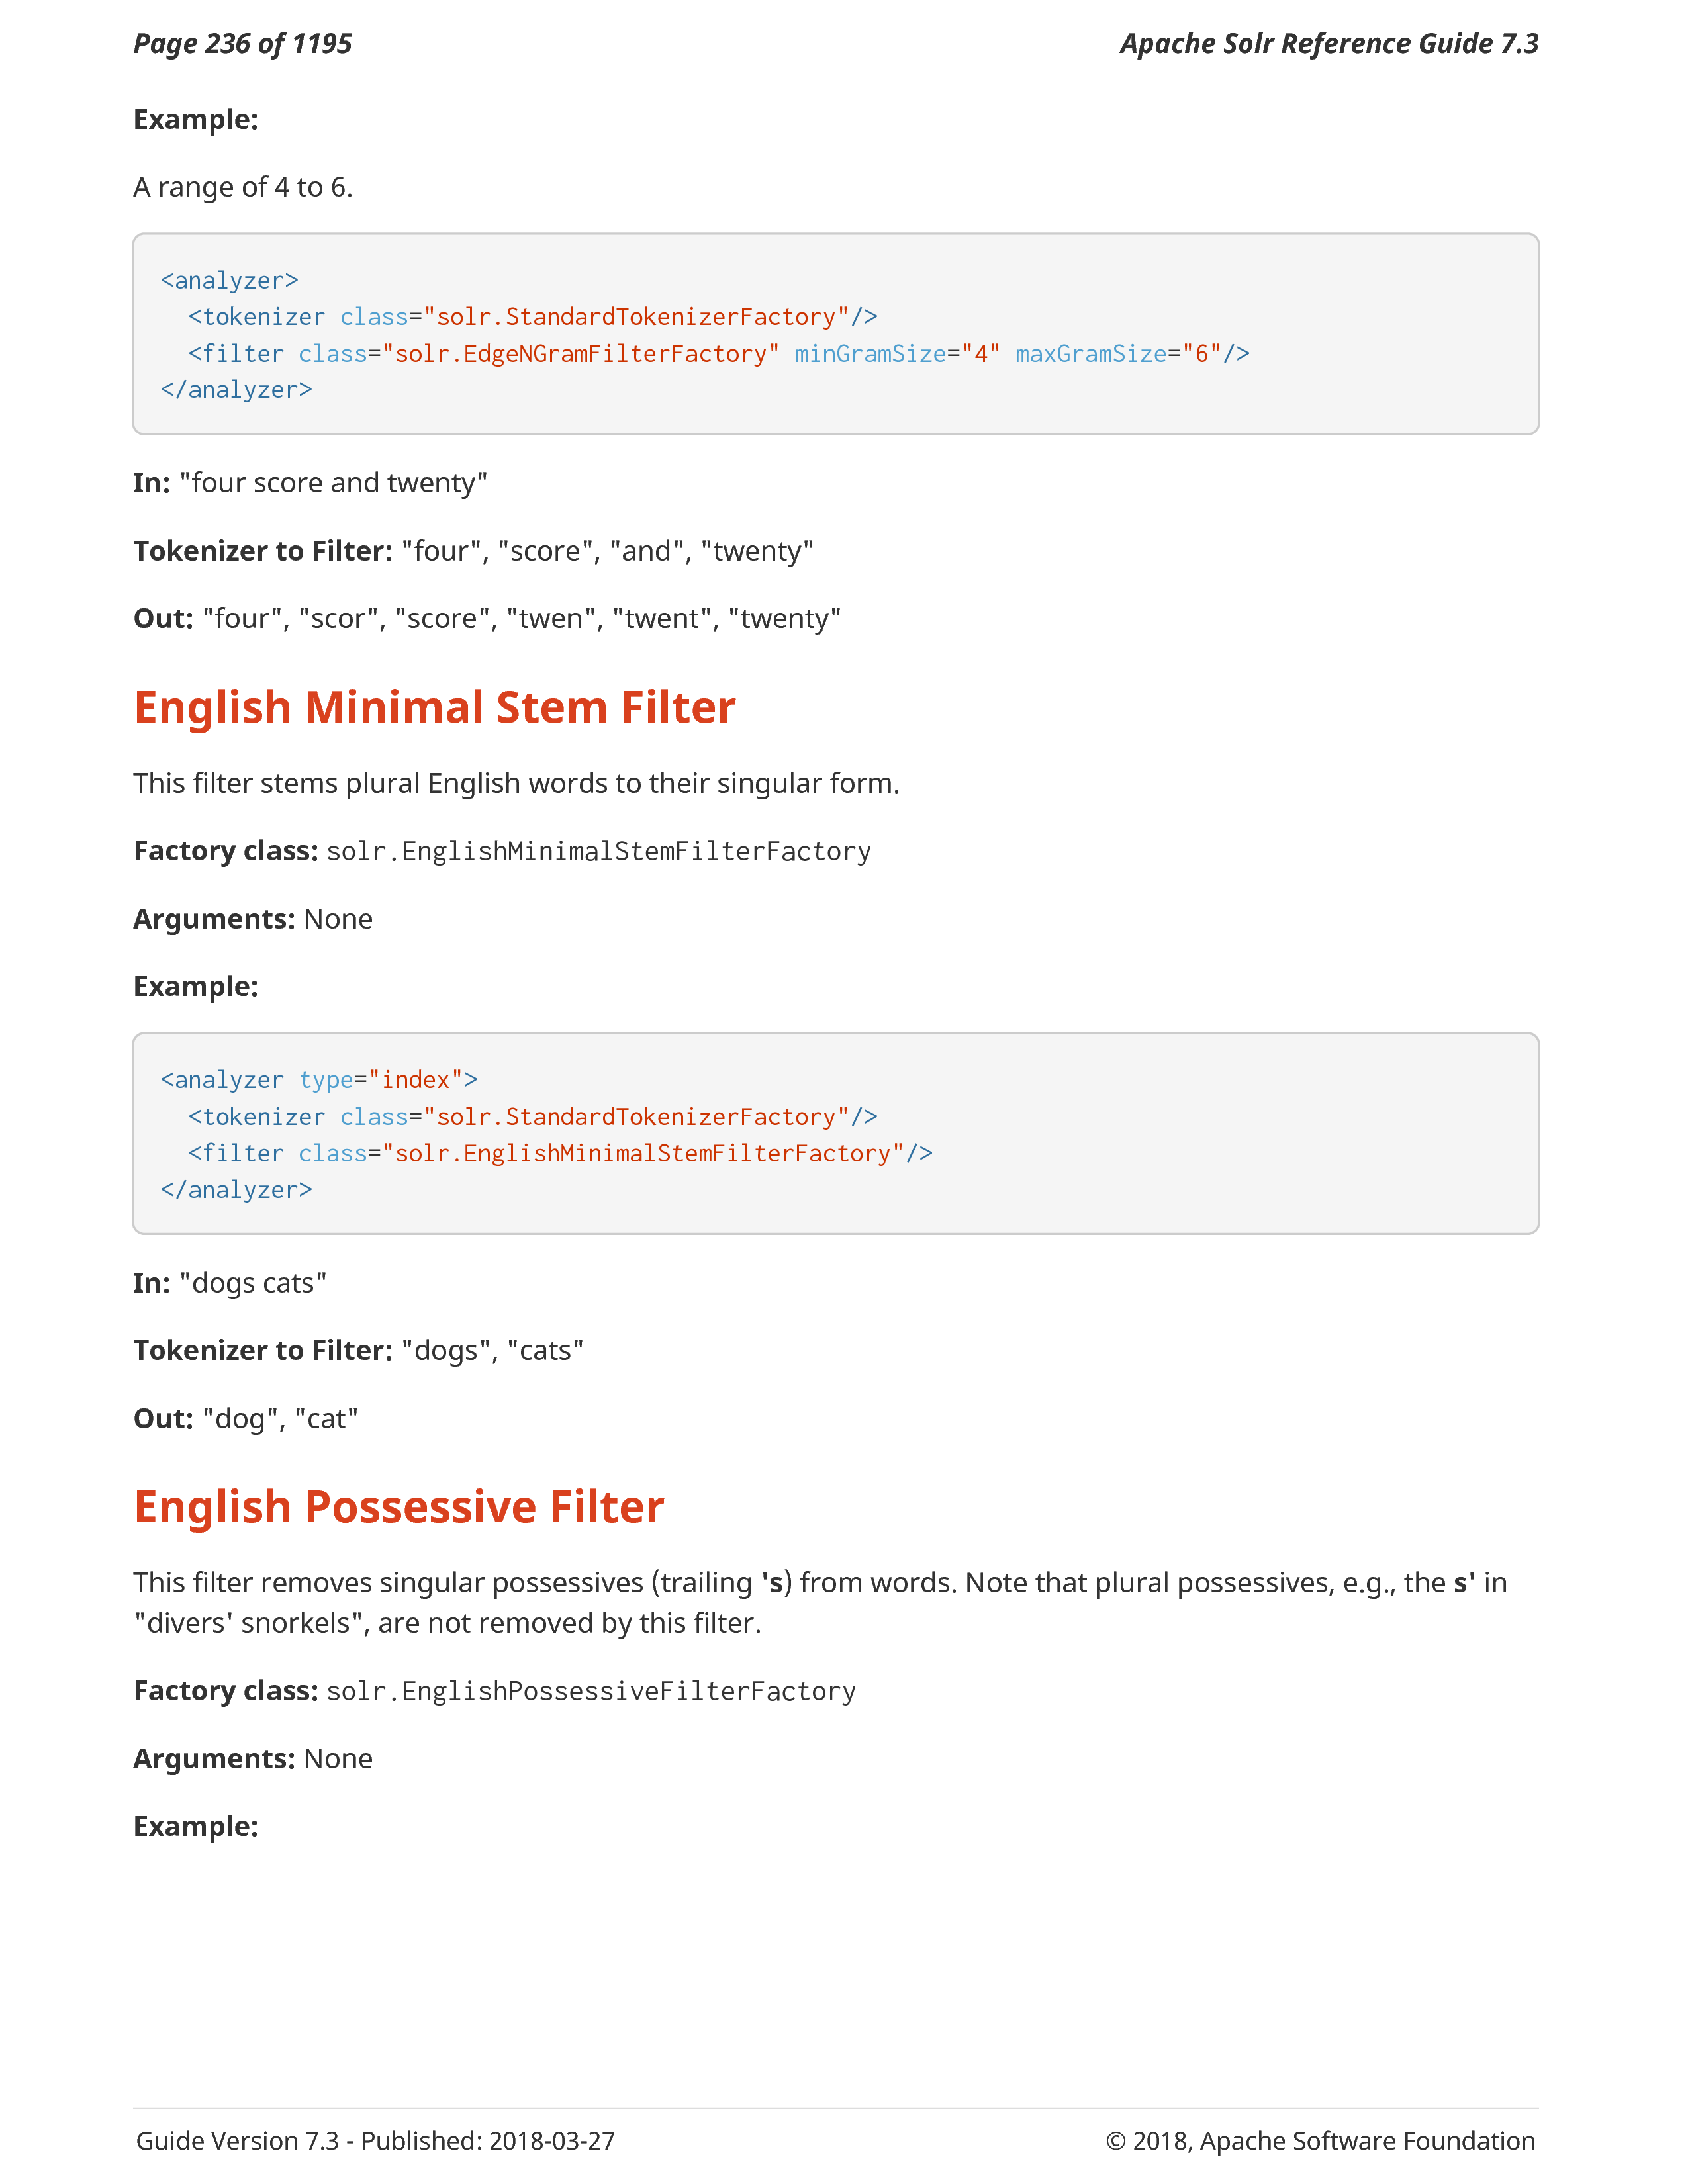 Page 236 of 1195
Apache Solr Reference Guide 7.3
Example:
A range of 4 to 6.
<analyzer>
  <tokenizer class="solr.StandardTokenizerFactory"/>
  <filter class="solr.EdgeNGramFilterFactory" minGramSize="4" maxGramSize="6"/>
</analyzer>
In: "four score and twenty"
Tokenizer to Filter: "four", "score", "and", "twenty"
Out: "four", "scor", "score", "twen", "twent", "twenty"
English Minimal Stem Filter
This filter stems plural English words to their singular form.
Factory class: solr.EnglishMinimalStemFilterFactory
Arguments: None
Example:
<analyzer type="index">
  <tokenizer class="solr.StandardTokenizerFactory"/>
  <filter class="solr.EnglishMinimalStemFilterFactory"/>
</analyzer>
In: "dogs cats"
Tokenizer to Filter: "dogs", "cats"
Out: "dog", "cat"
English Possessive Filter
This filter removes singular possessives (trailing 's) from words. Note that plural possessives, e.g., the s' in
"divers' snorkels", are not removed by this filter.
Factory class: solr.EnglishPossessiveFilterFactory
Arguments: None
Example:
Guide Version 7.3 - Published: 2018-03-27
© 2018, Apache Software Foundation